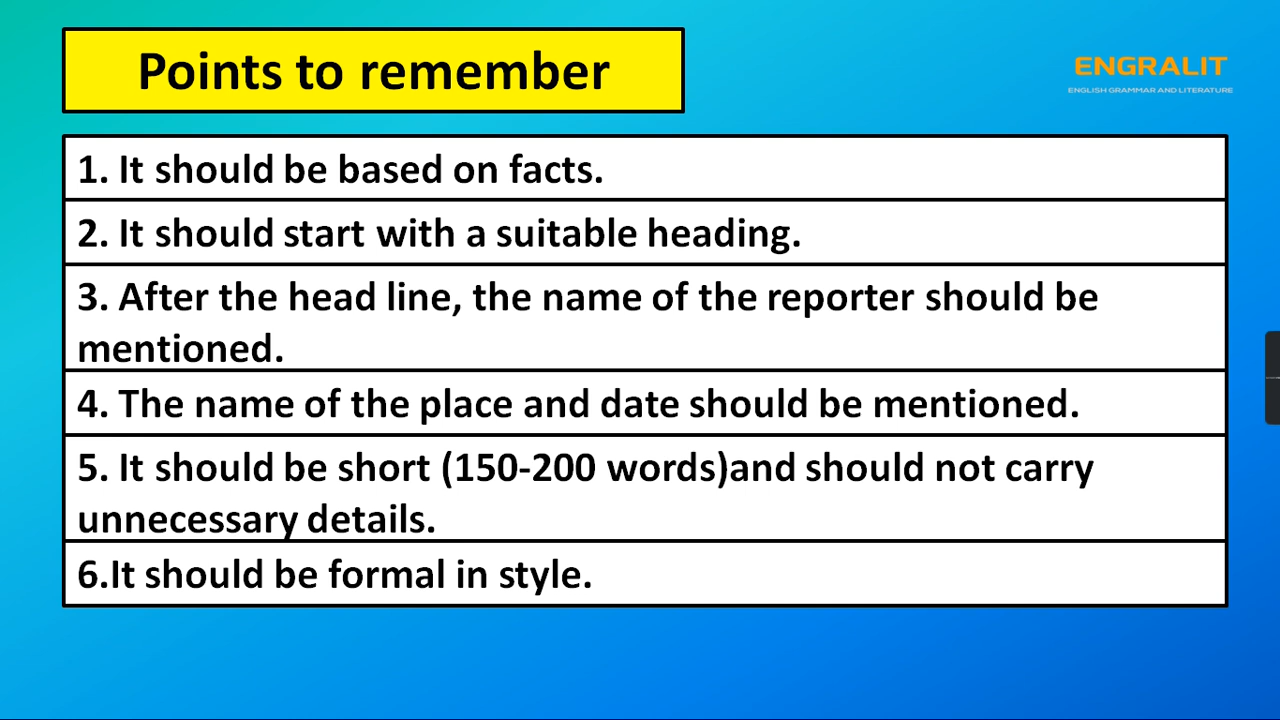 Points to remember
ENGRALIT
ENGLISH GRAMMAR AND LITERATURE
1. It should be based on facts.
2. It should start with a suitable heading.
3. After the head line, the name of the reporter should be
mentioned.
4. The name of the place and date should be mentioned.
5. It should be short (150-200 words)and should not carry
unnecessary details.
6.It should be formal in style.